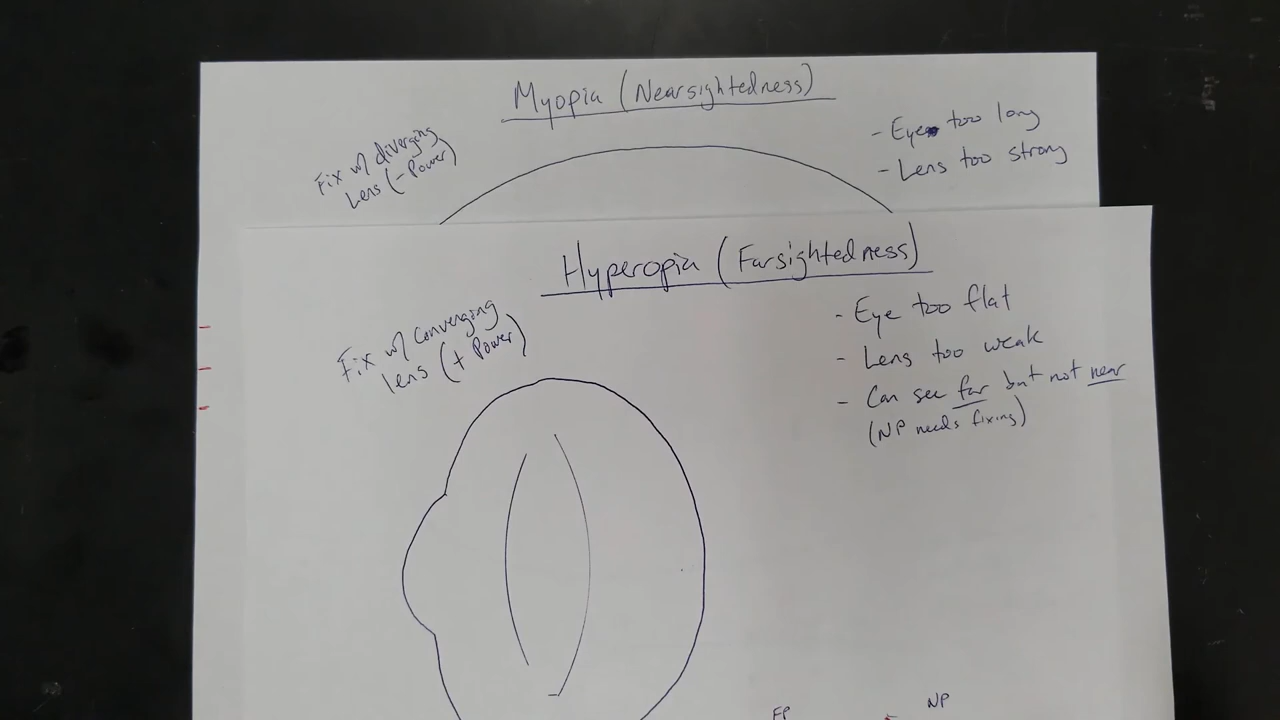 Myopia (Nearsightedness)
Fix w/ diverging
Lens (- Power)
- Eye too long
- Lens too strong
Hyperopia (Farsightedness)
Fix w/ converging
lens (+ Power)
- Eye too flat
- Lens too weak
- Can see far but not near
(NP needs fixing)
FP
NP